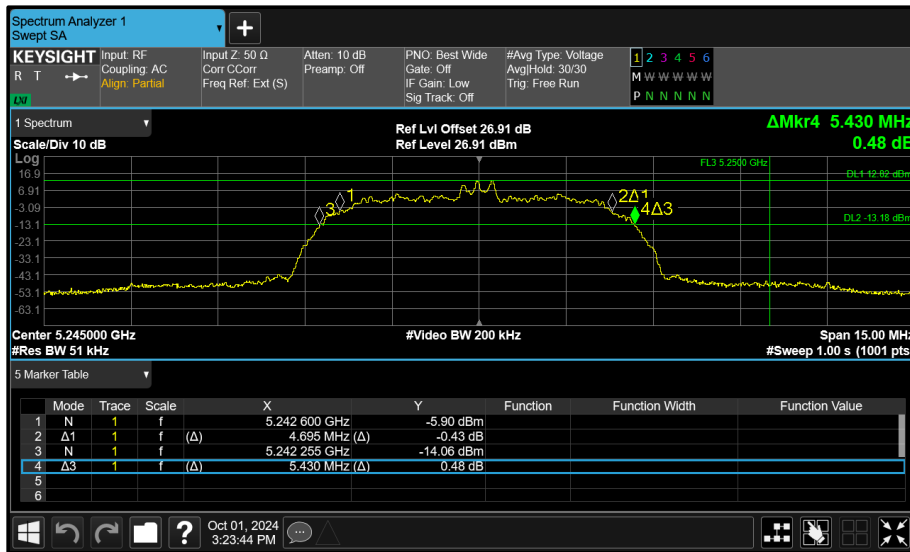 Spectrum Analyzer 1
Swept SA
+
KEYSIGHT
R T
LXI
Input: RF
Coupling: AC
Align: Partial
Input Z: 50 Ω
Corr CCorr
Freq Ref: Ext (S)
Atten: 10 dB
Preamp: Off
PNO: Best Wide
Gate: Off
IF Gain: Low
Sig Track: Off
#Avg Type: Voltage
Avg|Hold: 30/30
Trig: Free Run
1 2 3 4 5 6
M W W W W W
P N N N N N
1 Spectrum
Scale/Div 10 dB
Ref Lvl Offset 26.91 dB
Ref Level 26.91 dBm
ΔMkr4 5.430 MHz
0.48 dB
Log
FL3 5.2500 GHz
16.9
DL1 12.82 dBm
6.91
1
2Δ1
-3.09
3
4Δ3
-13.1
DL2 -13.18 dBm
-23.1
-33.1
-43.1
-53.1
-63.1
Center 5.245000 GHz
#Video BW 200 kHz
Span 15.00 MHz
#Res BW 51 kHz
#Sweep 1.00 s (1001 pts
5 Marker Table
Mode Trace Scale X Y Function Function Width Function Value
1 N 1 f 5.242 600 GHz -5.90 dBm
2 Δ1 1 f (Δ) 4.695 MHz (Δ) -0.43 dB
3 N 1 f 5.242 255 GHz -14.06 dBm
4 Δ3 1 f (Δ) 5.430 MHz (Δ) 0.48 dB
5
6
?
Oct 01, 2024
3:23:44 PM